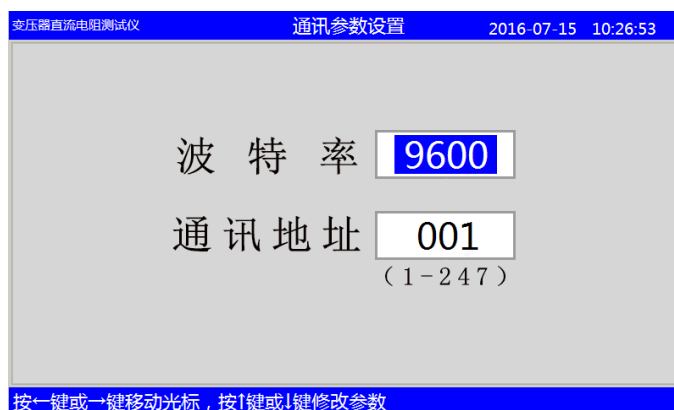 变压器直流电阻测试仪 通讯参数设置 2016-07-15 10:26:53
波特率 9600
通讯地址 001
(1-247)
按←键或→键移动光标，按↑键或↓键修改参数